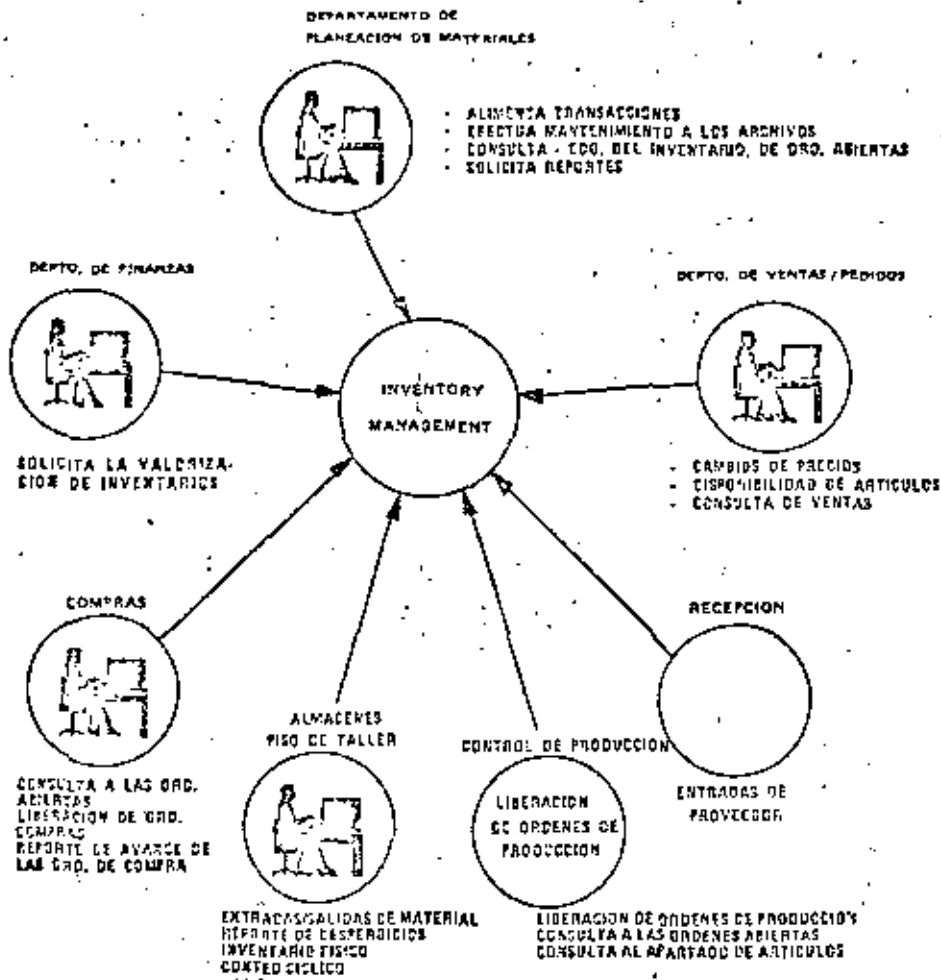 DEPARTAMENTO DE
PLANEACION DE MATERIALES
- ALIMENTA TRANSACCIONES
- EFECTUA MANTENIMIENTO A LOS ARCHIVOS
- CONSULTA - EDO. DEL INVENTARIO, DE ORD. ABIERTAS
- SOLICITA REPORTES
DEPTO. DE FINANZAS
DEPTO. DE VENTAS/PEDIDOS
INVENTORY
MANAGEMENT
SOLICITA LA VALORIZA-
CION DE INVENTARIOS
- CAMBIOS DE PRECIOS
- DISPONIBILIDAD DE ARTICULOS
- CONSULTA DE VENTAS
COMPRAS
RECEPCION
ALMACENES
PISO DE TALLER
CONTROL DE PRODUCCION
CONSULTA A LAS ORD.
ABIERTAS
LIBERACION DE ORD.
COMPRAS
REPORTE DE AVANCE DE
LAS ORD. DE COMPRA
LIBERACION
DE ORDENES DE
PRODUCCION
ENTRADAS DE
PROVEEDOR
ENTRADAS/SALIDAS DE MATERIAL
REPORTE DE DESPERDICIOS
INVENTARIO FISICO
CONTEO CICLICO
LIBERACION DE ORDENES DE PRODUCCION
CONSULTA A LAS ORDENES ABIERTAS
CONSULTA AL APARTADO DE ARTICULOS